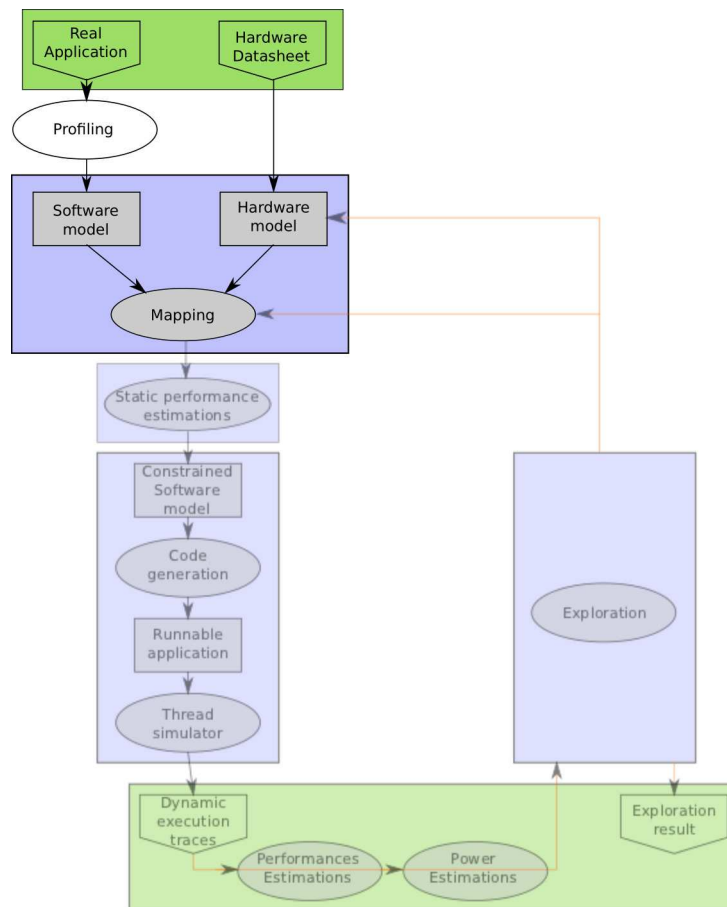 Real
Application
Hardware
Datasheet
Profiling
Software
model
Hardware
model
Mapping
Static performance
estimations
Constrained
Software
model
Code
generation
Exploration
Runnable
application
Thread
simulator
Dynamic
execution
traces
Exploration
result
Performances
Estimations
Power
Estimations